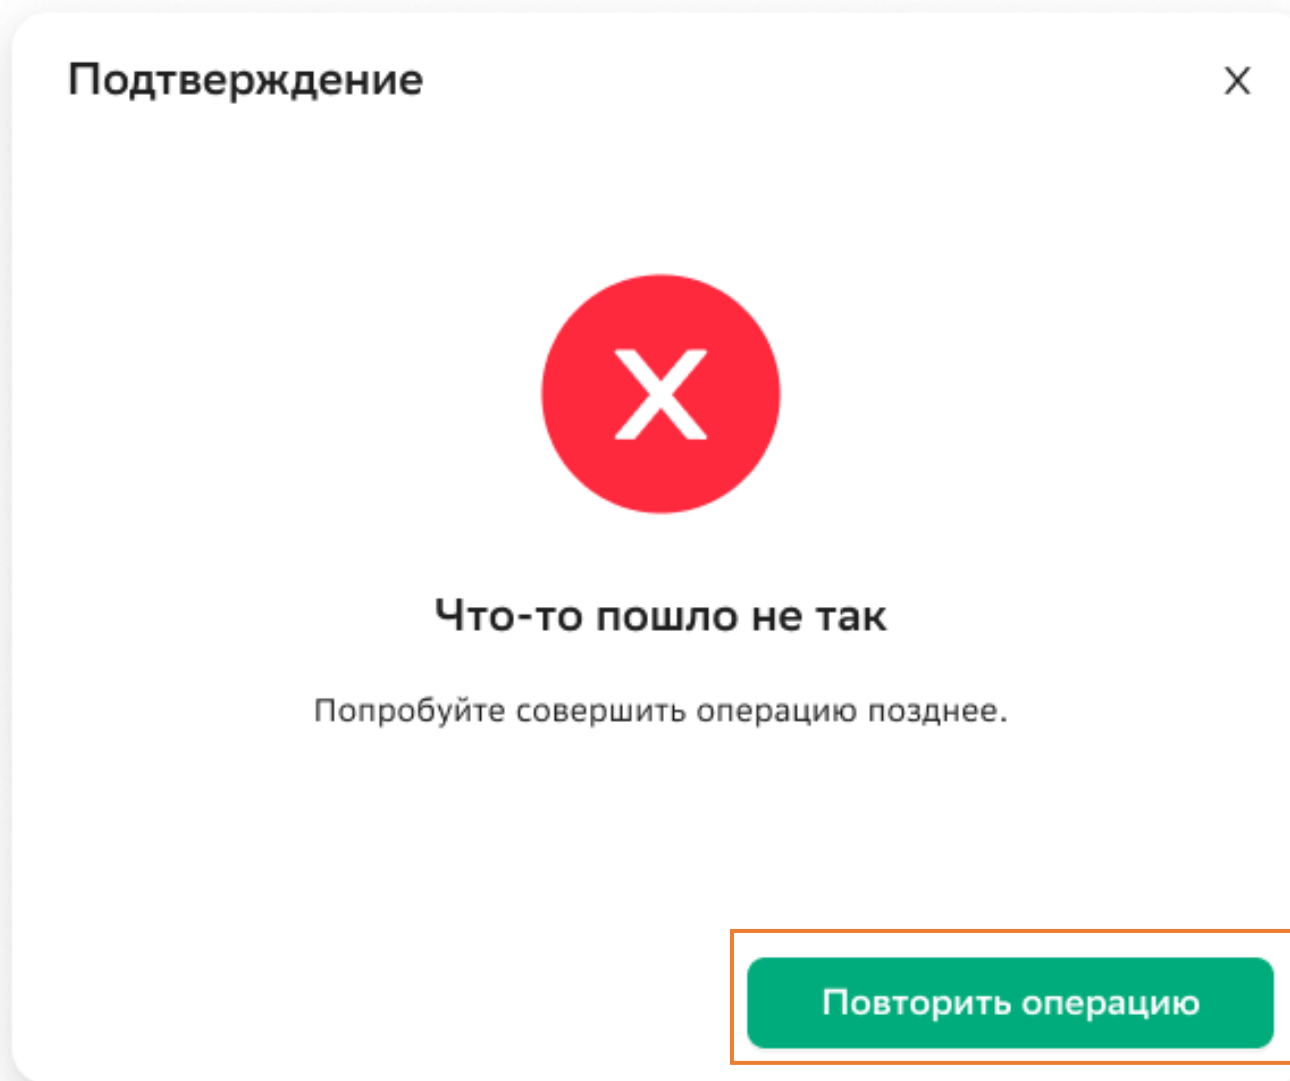 Подтверждение
Что-то пошло не так
Попробуйте совершить операцию позднее.
Повторить операцию